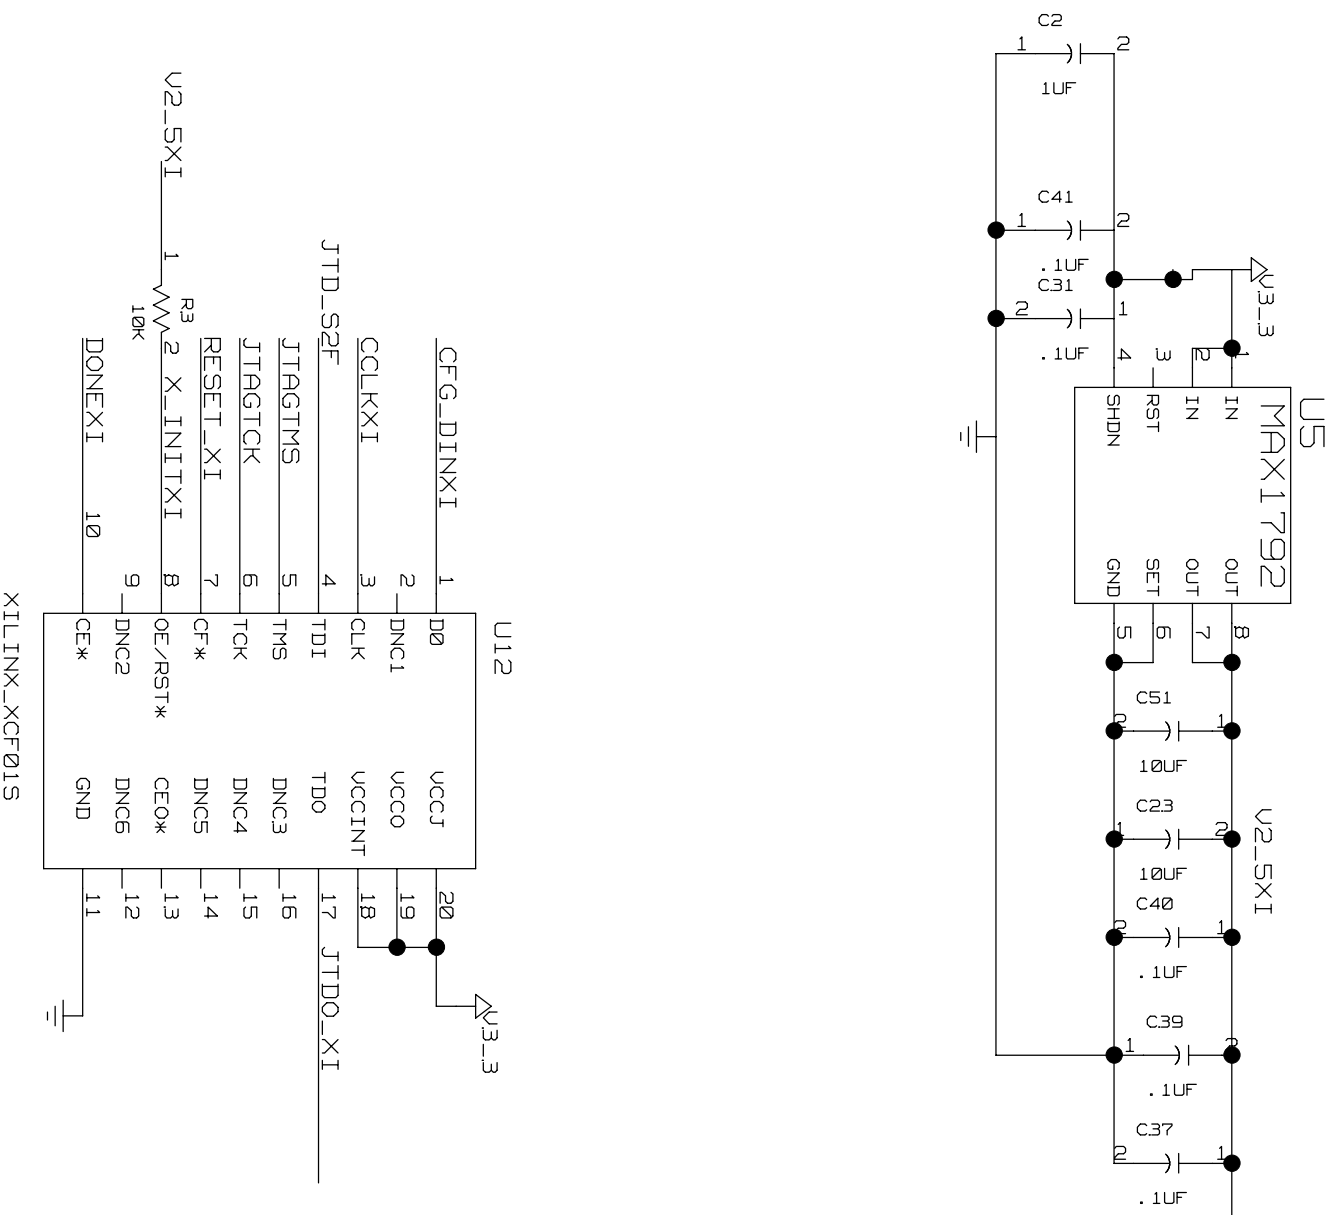 C2
1
2
1UF
C41
1
2
.1UF
C31
2
1
.1UF
V3_3
4
3
2
1
U5
MAX1792
SHDN
RST
IN
IN
GND
SET
OUT
OUT
5
6
7
8
C51
2
1
10UF
C23
1
2
10UF
V2_5XI
C40
2
1
.1UF
C39
1
2
.1UF
C37
2
1
.1UF
V2_5XI
1
R3
10K
2
X_INITXI
JTD_S2F
DONEXI
RESET_XI
JTAGTCK
JTAGTMS
CCLKXI
CFG_DINXI
10
9
8
7
6
5
4
3
2
1
U12
XILINX_XCF01S
CE*
DNC2
OE/RST*
CF*
TCK
TMS
TDI
CLK
DNC1
D0
GND
DNC6
CEO*
DNC5
DNC4
DNC3
TDO
VCCINT
VCCO
VCCJ
11
12
13
14
15
16
17
18
19
20
JTDO_XI
V3_3